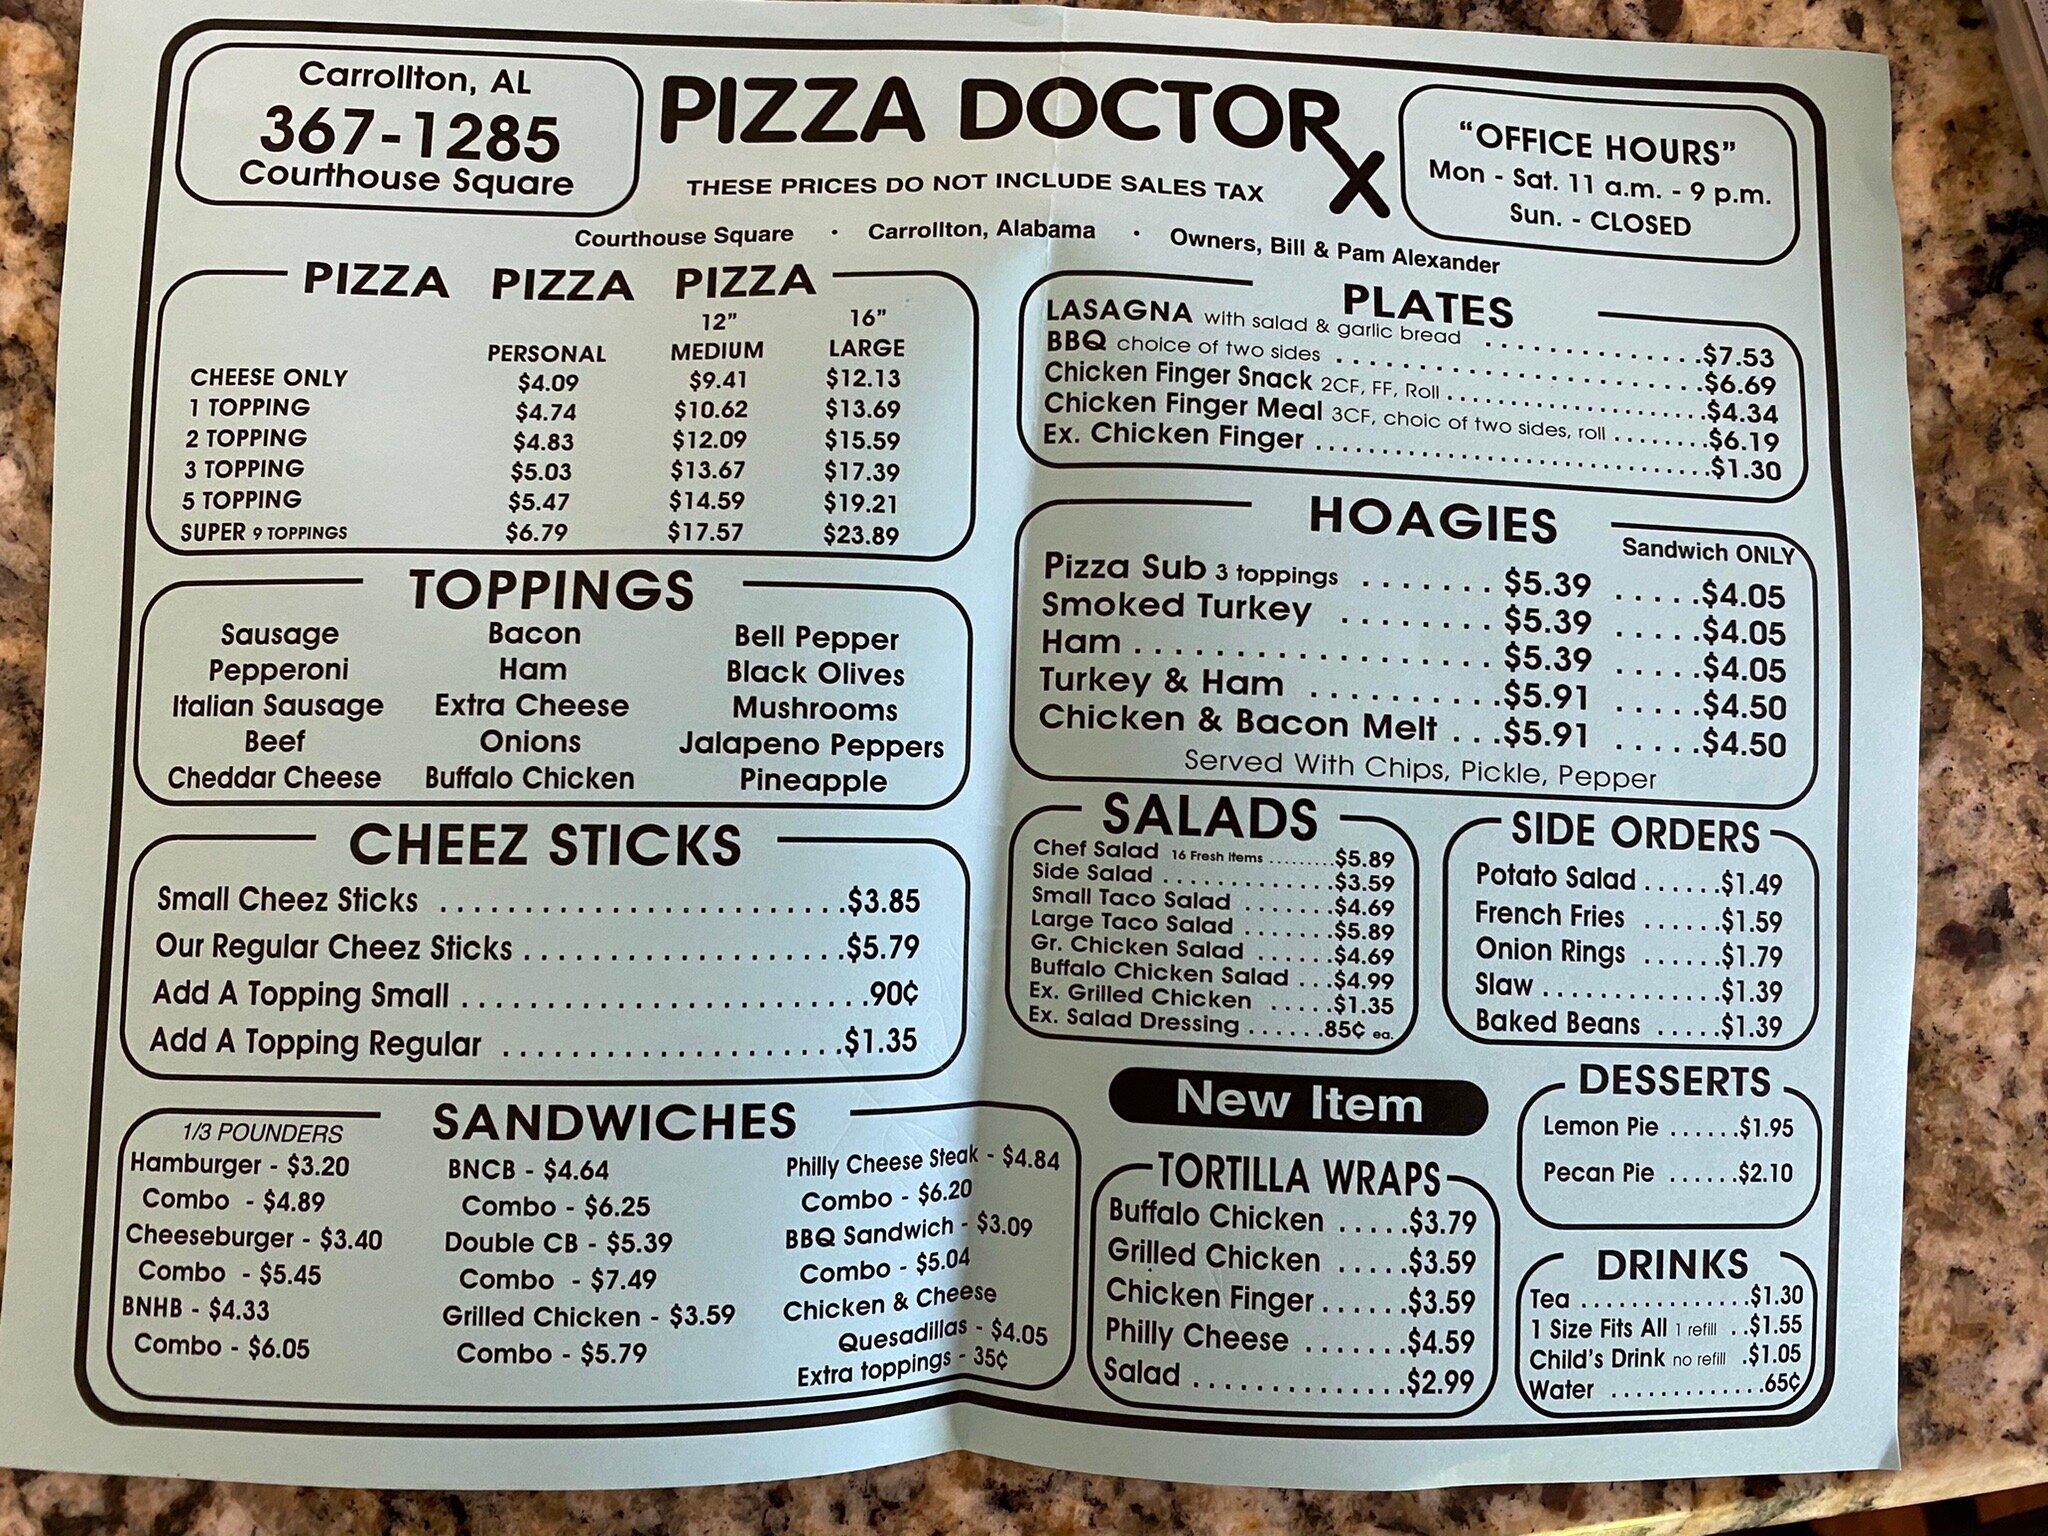 Carrollton, AL
367-1285
Courthouse Square
PIZZA DOCTOR
X
THESE PRICES DO NOT INCLUDE SALES TAX
"OFFICE HOURS"
Mon - Sat. 11 a.m. - 9 p.m.
Sun. - CLOSED
Courthouse Square • Carrollton, Alabama • Owners, Bill & Pam Alexander
PIZZA PIZZA PIZZA
12" 16"
PERSONAL MEDIUM LARGE
CHEESE ONLY $4.09 $9.41 $12.13
1 TOPPING $4.74 $10.62 $13.69
2 TOPPING $4.83 $12.09 $15.59
3 TOPPING $5.03 $13.67 $17.39
5 TOPPING $5.47 $14.59 $19.21
SUPER 9 TOPPINGS $6.79 $17.57 $23.89
TOPPINGS
Sausage Bacon Bell Pepper
Pepperoni Ham Black Olives
Italian Sausage Extra Cheese Mushrooms
Beef Onions Jalapeno Peppers
Cheddar Cheese Buffalo Chicken Pineapple
CHEEZ STICKS
Small Cheez Sticks ........................$3.85
Our Regular Cheez Sticks ...................$5.79
Add A Topping Small ........................90¢
Add A Topping Regular ....................$1.35
SANDWICHES
1/3 POUNDERS
Hamburger - $3.20
Combo - $4.89
Cheeseburger - $3.40
Combo - $5.45
BNHB - $4.33
Combo - $6.05
BNCB - $4.64
Combo - $6.25
Double CB - $5.39
Combo - $7.49
Grilled Chicken - $3.59
Combo - $5.79
Philly Cheese Steak - $4.84
Combo - $6.20
BBQ Sandwich - $3.09
Combo - $5.04
Chicken & Cheese
Quesadillas - $4.05
Extra toppings - 35¢
PLATES
LASAGNA with salad & garlic bread .............$7.53
BBQ choice of two sides .....................$6.69
Chicken Finger Snack 2CF, FF, Roll ...................$4.34
Chicken Finger Meal 3CF, choic of two sides, roll ........$6.19
Ex. Chicken Finger .............................$1.30
HOAGIES
Sandwich ONLY
Pizza Sub 3 toppings .......$5.39 .....$4.05
Smoked Turkey ........$5.39 .....$4.05
Ham ..................$5.39 .....$4.05
Turkey & Ham ..........$5.91 .....$4.50
Chicken & Bacon Melt ...$5.91 .....$4.50
Served With Chips, Pickle, Pepper
SALADS
Chef Salad 16 Fresh Items .........$5.89
Side Salad .............$3.59
Small Taco Salad .......$4.69
Large Taco Salad .......$5.89
Gr. Chicken Salad ......$4.69
Buffalo Chicken Salad ...$4.99
Ex. Grilled Chicken .....$1.35
Ex. Salad Dressing ......85¢ ea.
SIDE ORDERS
Potato Salad ......$1.49
French Fries ......$1.59
Onion Rings ......$1.79
Slaw .............$1.39
Baked Beans .....$1.39
New Item
TORTILLA WRAPS
Buffalo Chicken .....$3.79
Grilled Chicken .....$3.59
Chicken Finger ......$3.59
Philly Cheese .......$4.59
Salad ..............$2.99
DESSERTS
Lemon Pie ......$1.95
Pecan Pie ......$2.10
DRINKS
Tea ..............$1.30
1 Size Fits All 1 refill ..$1.55
Child's Drink no refill .$1.05
Water .............65¢